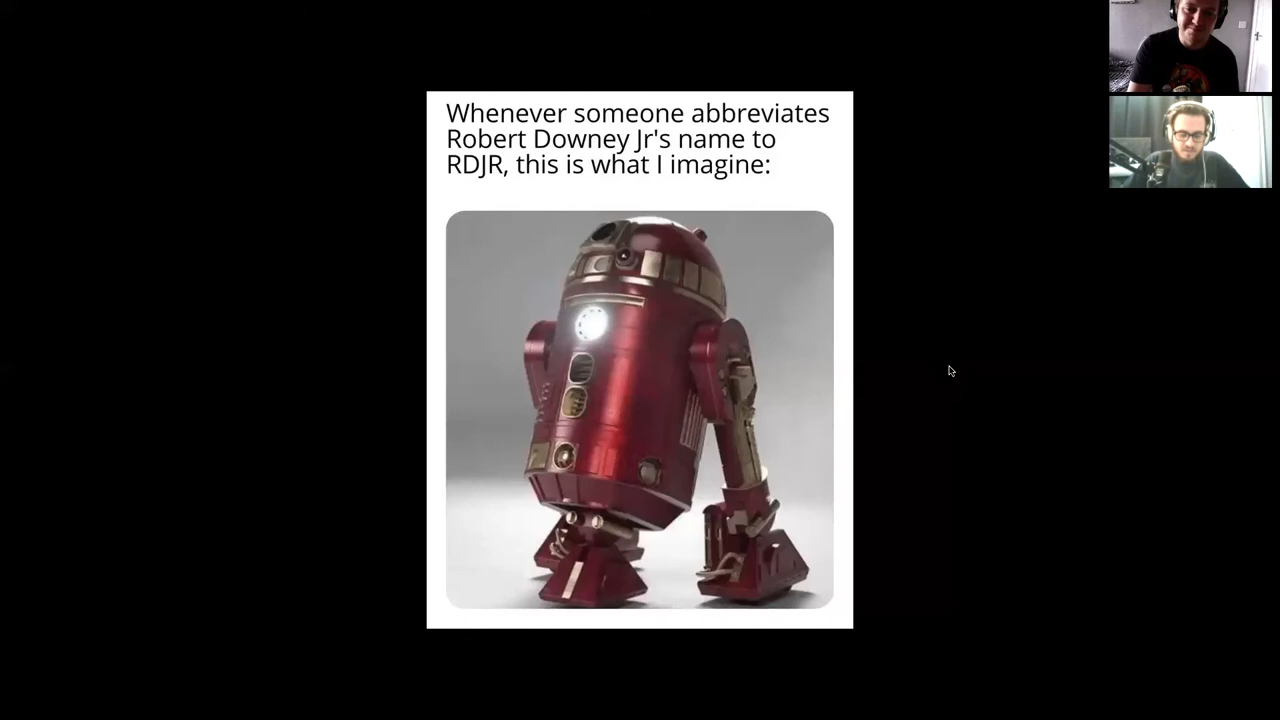 Whenever someone abbreviates
Robert Downey Jr's name to
RDJR, this is what I imagine: